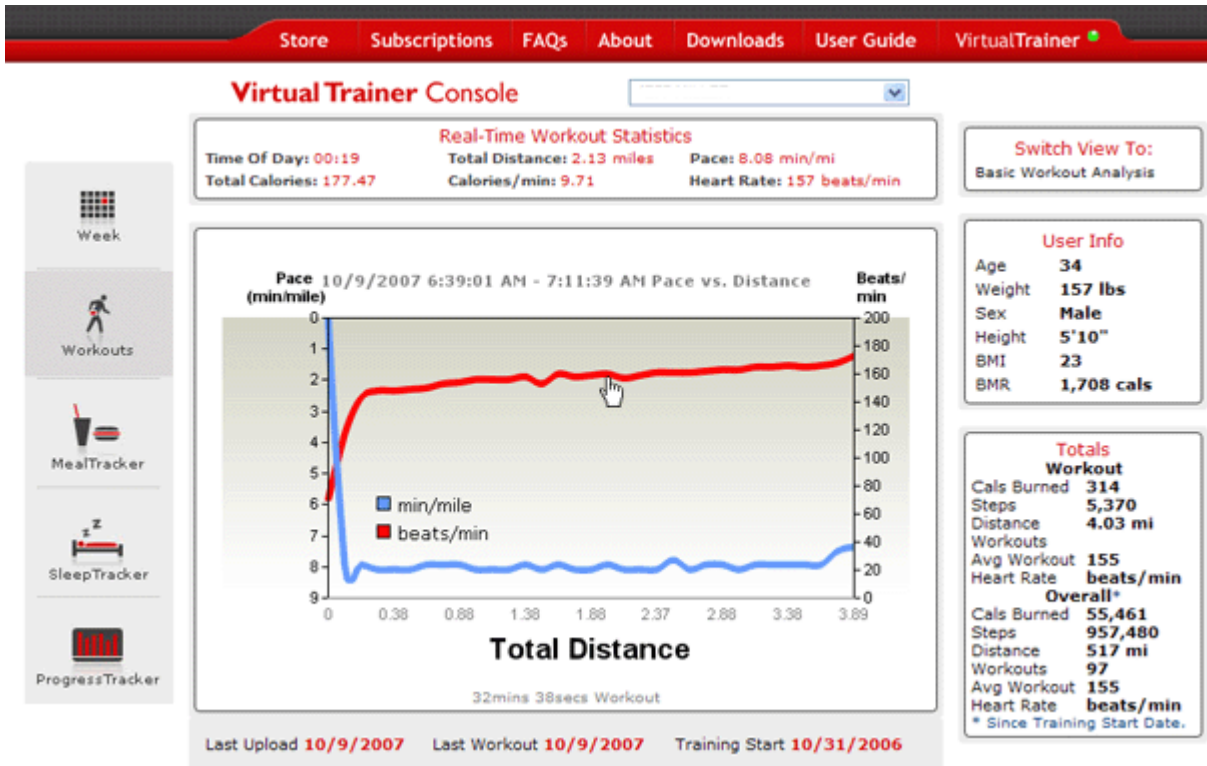 Store Subscriptions FAQs About Downloads User Guide VirtualTrainer
Virtual Trainer Console
Real-Time Workout Statistics
Time Of Day: 00:19 Total Distance: 2.13 miles Pace: 8.08 min/mi
Total Calories: 177.47 Calories/min: 9.71 Heart Rate: 157 beats/min
Switch View To:
Basic Workout Analysis
Week
Workouts
MealTracker
SleepTracker
ProgressTracker
Pace
(min/mile)
10/9/2007 6:39:01 AM - 7:11:39 AM Pace vs. Distance
Beats/
min
0
1
2
3
4
5
6
7
8
9
200
180
160
140
120
100
80
60
40
20
0
min/mile
beats/min
0 0.38 0.88 1.38 1.88 2.37 2.88 3.38 3.89
Total Distance
32mins 38secs Workout
Last Upload 10/9/2007 Last Workout 10/9/2007 Training Start 10/31/2006
User Info
Age 34
Weight 157 lbs
Sex Male
Height 5'10"
BMI 23
BMR 1,708 cals
Totals
Workout
Cals Burned 314
Steps 5,370
Distance 4.03 mi
Workouts
Avg Workout 155
Heart Rate beats/min
Overall*
Cals Burned 55,461
Steps 957,480
Distance 517 mi
Workouts 97
Avg Workout 155
Heart Rate beats/min
* Since Training Start Date.